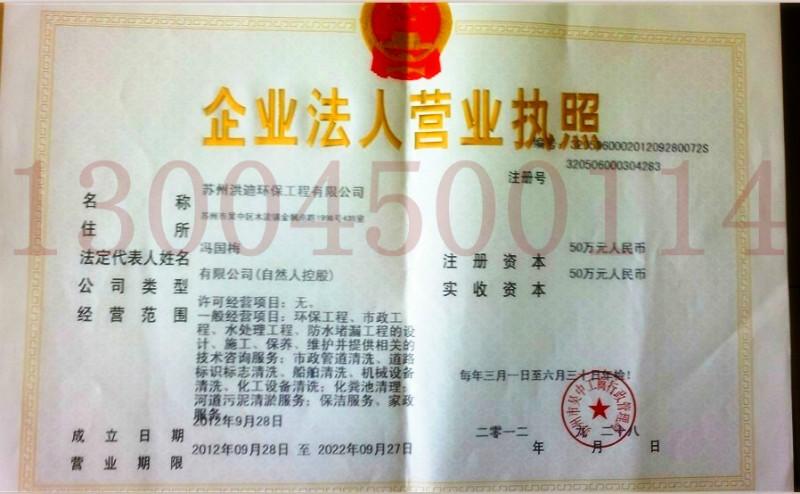 企业法人营业执照
编号 320506000201209280072S
注册号 320506000304283
13004500114
名称 苏州洪迪环保工程有限公司
住所
法定代表人姓名 冯国梅
注册资本 50万元人民币
公司类型 有限公司(自然人控股)
实收资本 50万元人民币
经营范围 许可经营项目：无。
一般经营项目：环保工程、市政工
程、水处理工程、防水堵漏工程的设
计、施工、保养、维护并提供相关的
技术咨询服务；市政管道清洗、道路
标识标志清洗、船舶清洗、机械设备
清洗、化工设备清洗；化粪池清理；
河道污泥清淤服务；保洁服务、家政
服务。
每年三月一日至六月三十日年检！
成立日期 2012年9月28日
营业期限 2012年09月28日 至 2022年09月27日
二零一二年 九月 二十八日